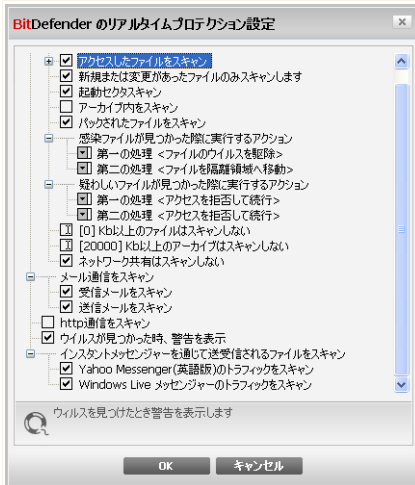 BitDefender のリアルタイムプロテクション設定
アクセスしたファイルをスキャン
新規または変更があったファイルのみスキャンします
起動セクタスキャン
アーカイブ内をスキャン
パックされたファイルをスキャン
感染ファイルが見つかった際に実行するアクション
第一の処理 <ファイルのウイルスを駆除>
第二の処理 <ファイルを隔離領域へ移動>
疑わしいファイルが見つかった際に実行するアクション
第一の処理 <アクセスを拒否して続行>
第二の処理 <アクセスを拒否して続行>
[0] Kb以上のファイルはスキャンしない
[20000] Kb以上のアーカイブはスキャンしない
ネットワーク共有はスキャンしない
メール通信をスキャン
受信メールをスキャン
送信メールをスキャン
http通信をスキャン
ウイルスが見つかった時、警告を表示
インスタントメッセンジャーを通じて送受信されるファイルをスキャン
Yahoo Messenger(英語版)のトラフィックをスキャン
Windows Live メッセンジャーのトラフィックをスキャン
ウィルスを見つけたとき警告を表示します
OK キャンセル